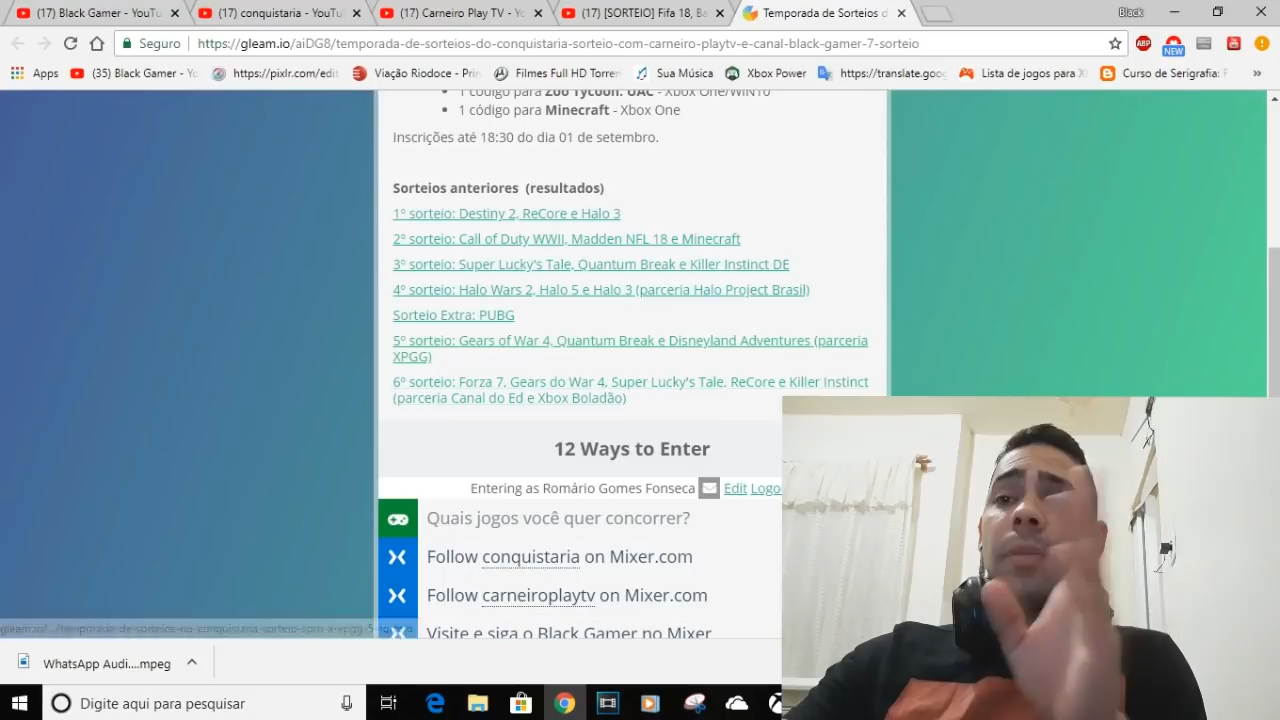 (17) Black Gamer - YouTu
(17) conquistaria - YouTu
(17) Carneiro Play TV - Yo
(17) [SORTEIO] Fifa 18, Ba
Temporada de Sorteios d
Black
Seguro
https://gleam.io/aiDG8/temporada-de-sorteios-do-conquistaria-sorteio-com-carneiro-playtv-e-canal-black-gamer-7-sorteio
ABP
NEW
Apps
(35) Black Gamer - Yo
https://pixlr.com/edit
Viação Riodoce - Prin
Filmes Full HD Torren
Sua Música
Xbox Power
https://translate.goog
Lista de jogos para Xi
Curso de Serigrafia: F
»
• 1 código para Zoo Tycoon: UAC - Xbox One/WIN10
• 1 código para Minecraft - Xbox One
Inscrições até 18:30 do dia 01 de setembro.
Sorteios anteriores (resultados)
1º sorteio: Destiny 2, ReCore e Halo 3
2º sorteio: Call of Duty WWII, Madden NFL 18 e Minecraft
3º sorteio: Super Lucky's Tale, Quantum Break e Killer Instinct DE
4º sorteio: Halo Wars 2, Halo 5 e Halo 3 (parceria Halo Project Brasil)
Sorteio Extra: PUBG
5º sorteio: Gears of War 4, Quantum Break e Disneyland Adventures (parceria
XPGG)
6º sorteio: Forza 7, Gears do War 4, Super Lucky's Tale, ReCore e Killer Instinct
(parceria Canal do Ed e Xbox Boladão)
12 Ways to Enter
Entering as Romário Gomes Fonseca Edit Logo
Quais jogos você quer concorrer?
Follow conquistaria on Mixer.com
Follow carneiroplaytv on Mixer.com
Visite e siga o Black Gamer no Mixer
WhatsApp Audi....mpeg
Digite aqui para pesquisar